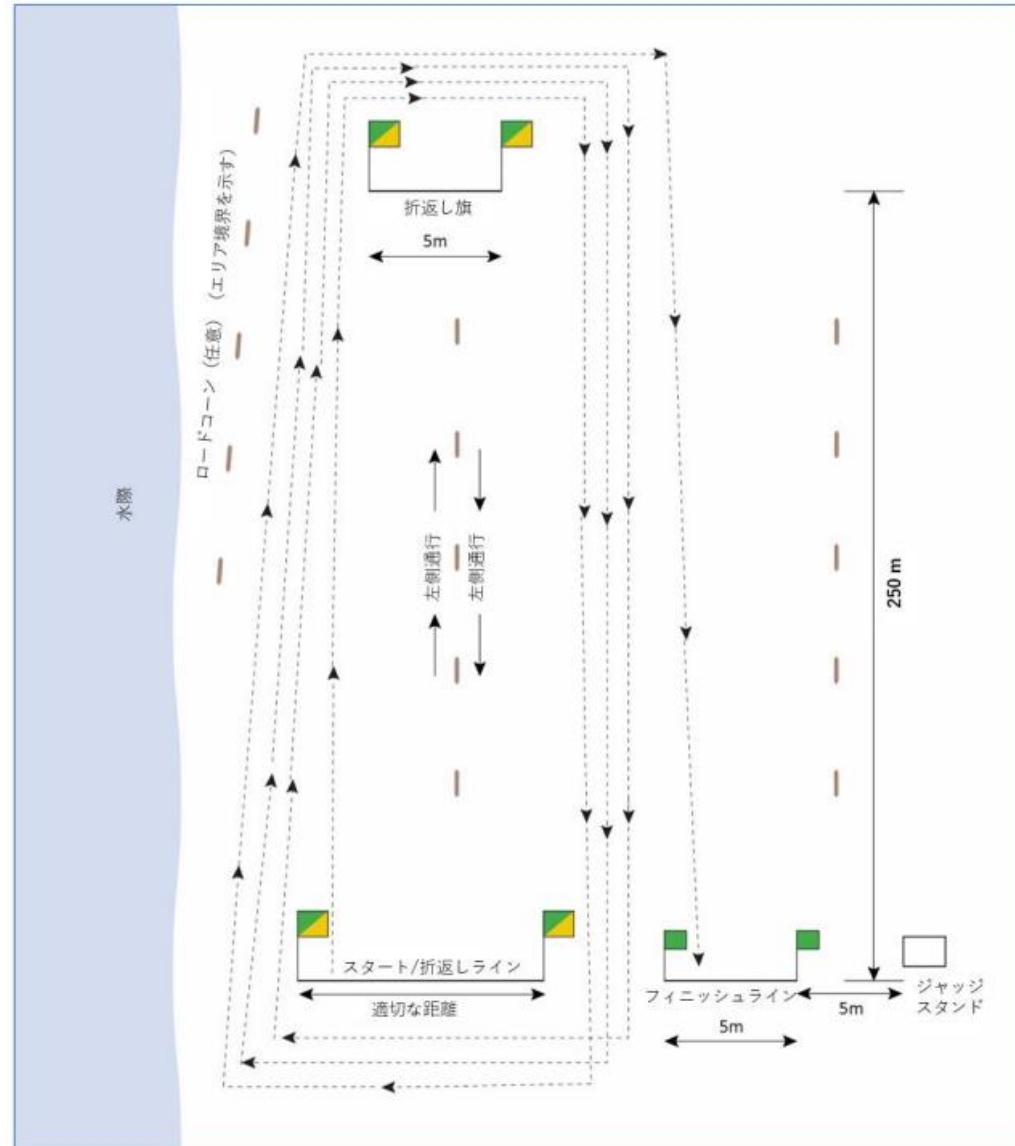 折返し旗
5m
ロードコーン（任意）（エリア境界を示す）
水際
左側通行
左側通行
250 m
スタート/折返しライン
適切な距離
フィニッシュライン
5m
5m
ジャッジ
スタンド